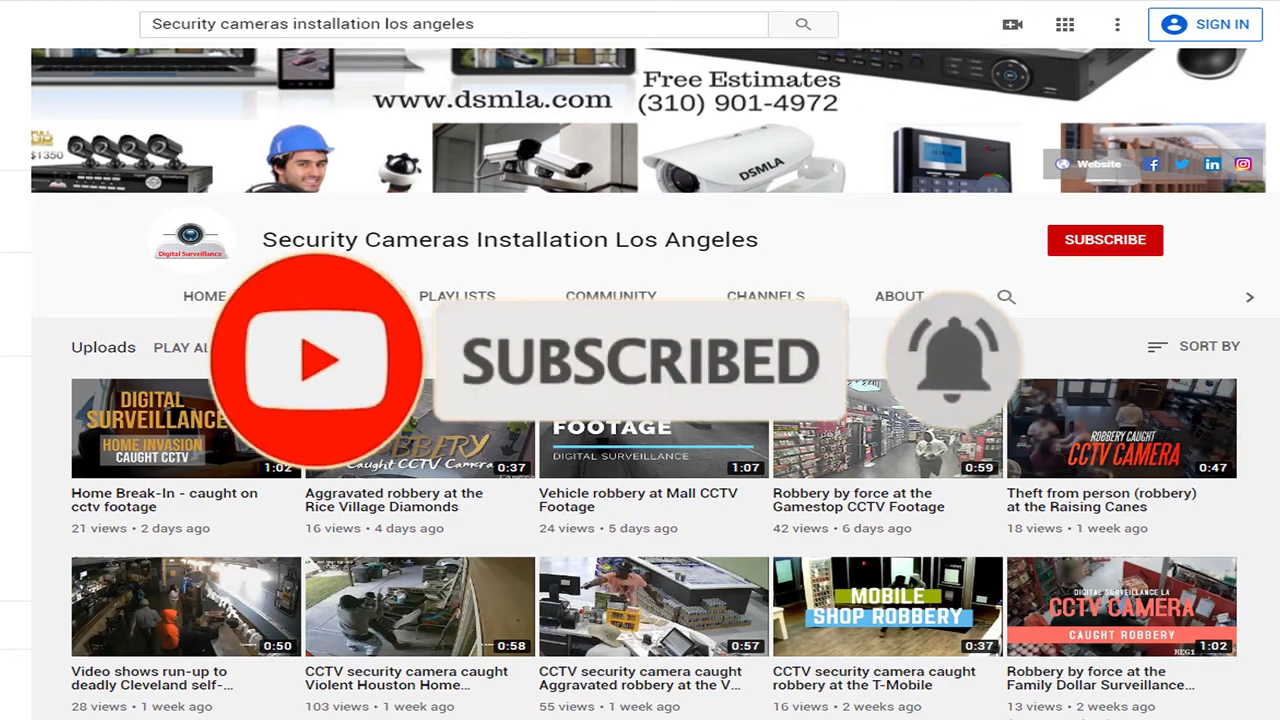 Security cameras installation los angeles
SIGN IN
Free Estimates
www.dsmla.com
(310) 901-4972
$1350
DSMLA
Website
Digital Surveillance
Security Cameras Installation Los Angeles
SUBSCRIBE
HOME
PLAYLISTS
COMMUNITY
CHANNELS
ABOUT
SUBSCRIBED
Uploads
PLAY AL
SORT BY
DIGITAL
SURVEILLANCE
HOME INVASION
CAUGHT CCTV
1:02
ROBBERY
Caught CCTV Camera
0:37
FOOTAGE
DIGITAL SURVEILLANCE
1:07
0:59
ROBBERY CAUGHT
CCTV CAMERA
0:47
Home Break-In - caught on
cctv footage
21 views • 2 days ago
Aggravated robbery at the
Rice Village Diamonds
16 views • 4 days ago
Vehicle robbery at Mall CCTV
Footage
24 views • 5 days ago
Robbery by force at the
Gamestop CCTV Footage
42 views • 6 days ago
Theft from person (robbery)
at the Raising Canes
18 views • 1 week ago
0:50
0:58
0:57
MOBILE
SHOP ROBBERY
0:37
DIGITAL SURVEILLANCE LA
CCTV CAMERA
CAUGHT ROBBERY
REG1
1:02
Video shows run-up to
deadly Cleveland self-...
28 views • 1 week ago
CCTV security camera caught
Violent Houston Home...
103 views • 1 week ago
CCTV security camera caught
Aggravated robbery at the V...
55 views • 1 week ago
CCTV security camera caught
robbery at the T-Mobile
16 views • 2 weeks ago
Robbery by force at the
Family Dollar Surveillance...
13 views • 2 weeks ago